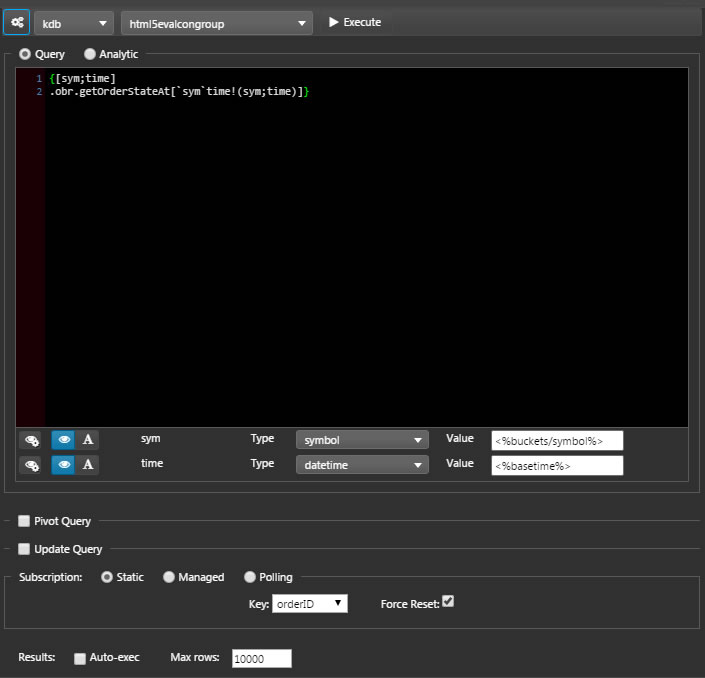 kdb html5evalcongroup Execute
Query Analytic
1 {[sym;time]
2 .obr.getOrderStateAt[`sym`time!(sym;time)]}
A sym Type symbol Value <%buckets/symbol%>
A time Type datetime Value <%basetime%>
Pivot Query
Update Query
Subscription: Static Managed Polling
Key: orderID Force Reset:
Results: Auto-exec Max rows: 10000